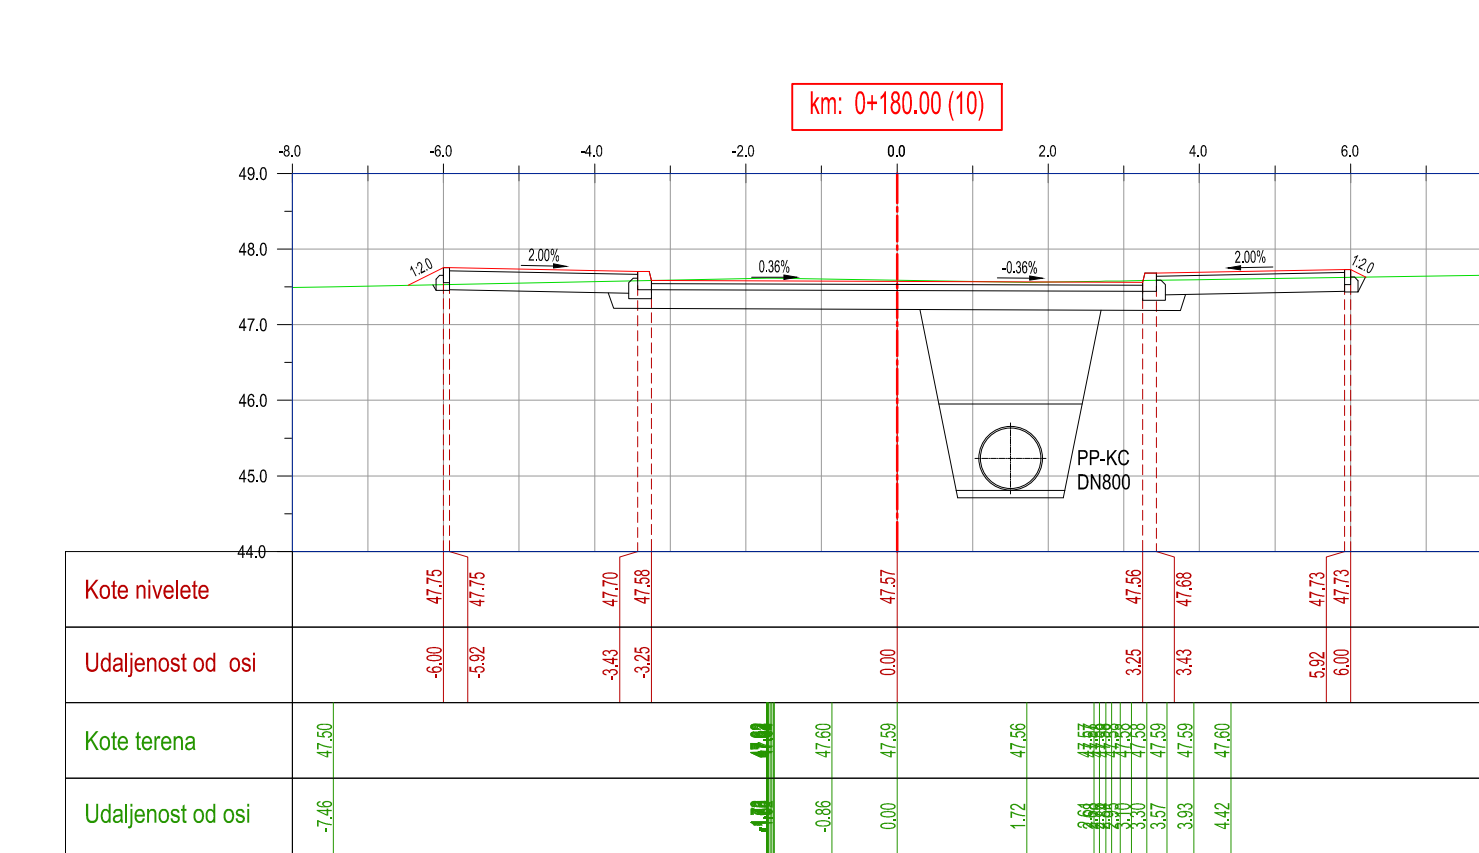 km: 0+180.00 (10)
-8.0 -6.0 -4.0 -2.0 0.0 2.0 4.0 6.0
49.0
48.0
47.0
46.0
45.0
44.0
1:2.0 2.00% 0.36% -0.36% 2.00% 1:2.0
PP-KC
DN800
Kote nivelete 47.75 47.75 47.70 47.58 47.57 47.56 47.68 47.73 47.73
Udaljenost od osi -6.00 -5.92 -3.43 -3.25 0.00 3.25 3.43 5.92 6.00
Kote terena 47.50 47.60 47.59 47.56 47.57 47.58 47.58 47.59 47.59 47.60
Udaljenost od osi -7.46 -0.86 0.00 1.72 3.10 3.30 3.57 3.93 4.42